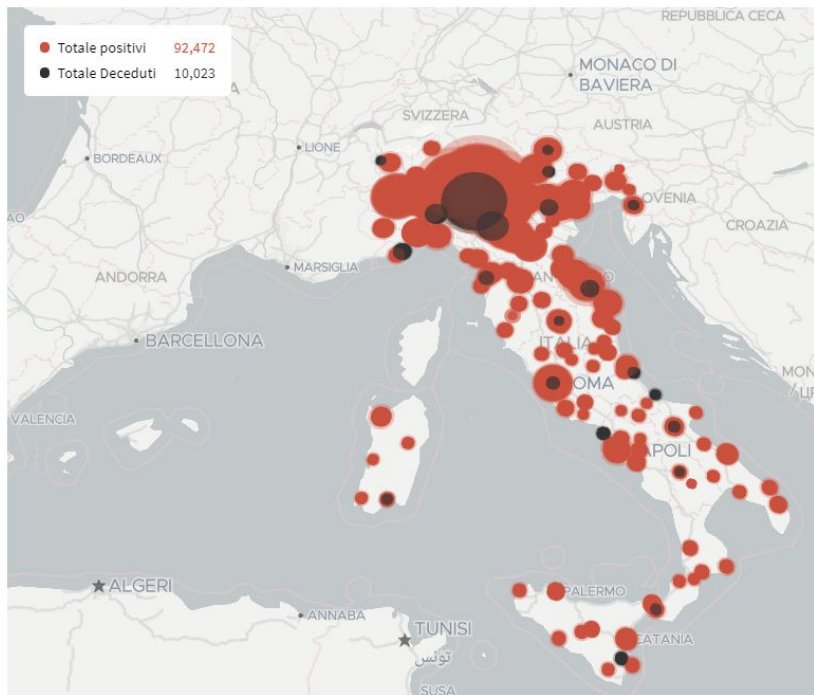 REPUBBLICA CECA
Totale positivi 92,472
Totale Deceduti 10,023
MONACO DI
BAVIERA
SVIZZERA
AUSTRIA
LIONE
BORDEAUX
OVENIA
CROAZIA
MARSIGLIA
ANDORRA
BARCELLONA
ITALIA
ROMA
VALENCIA
APOLI
ALGERI
PALERMO
ANNABA
TUNISI
CATANIA
تونس
SUSA